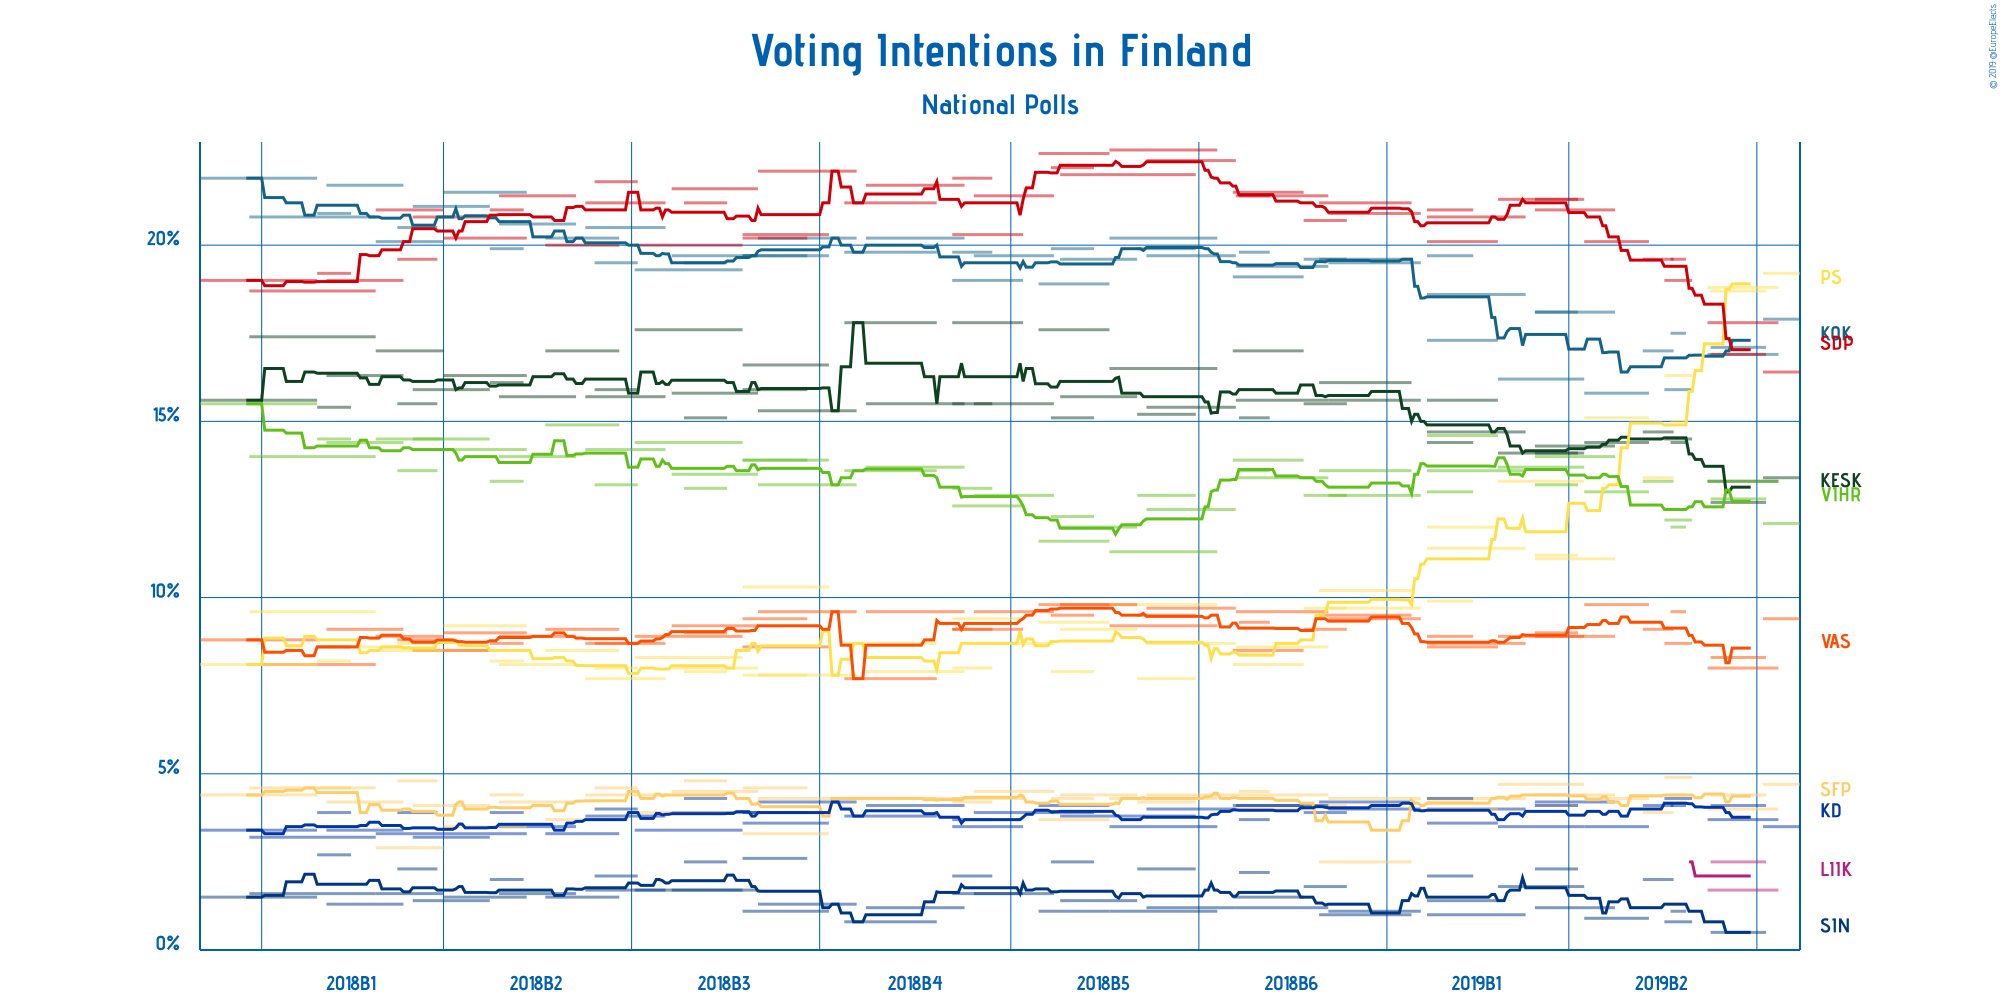 Voting Intentions in Finland
National Polls
© 2019 @EuropeElects
20%
15%
10%
5%
0%
PS
KOK
SDP
KESK
VIHR
VAS
SFP
KD
LIIK
SIN
2018B1
2018B2
2018B3
2018B4
2018B5
2018B6
2019B1
2019B2